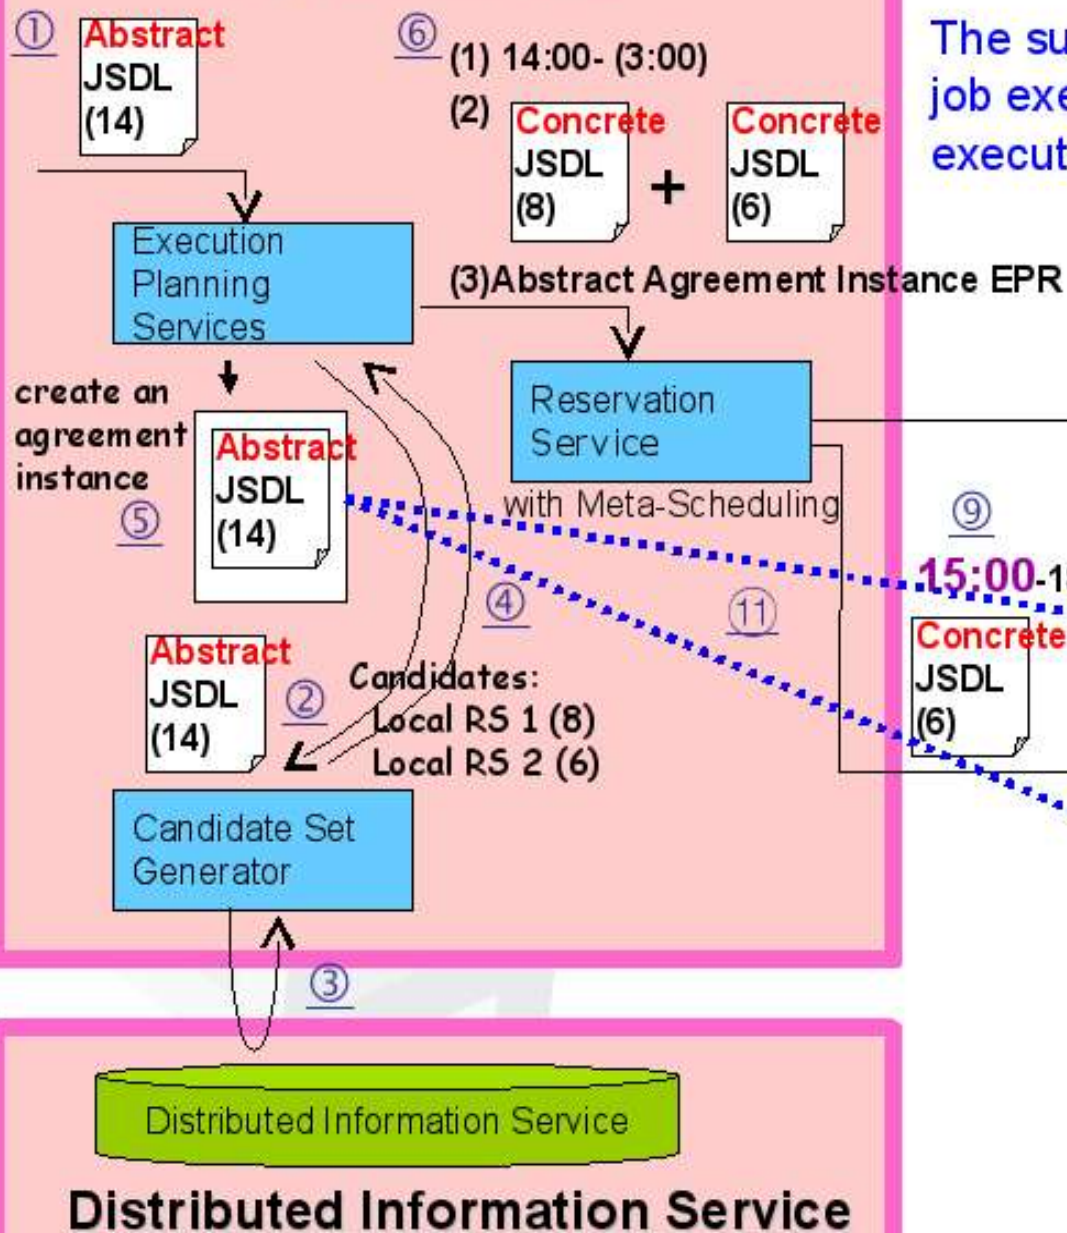 ①
Abstract
JSDL
(14)
⑥
(1) 14:00- (3:00)
(2)
Concrete
JSDL
(8)
+
Concrete
JSDL
(6)
(3)Abstract Agreement Instance EPR
The
job
Execution
Planning
Services
create an
agreement
instance
⑤
Abstract
JSDL
(14)
Reservation
Service
with Meta-Scheduling
④
⑪
⑨
15:00-1
Concrete
JSDL
(6)
Abstract
JSDL
(14)
②
Candidates:
Local RS 1 (8)
Local RS 2 (6)
Candidate Set
Generator
③
Distributed Information Service
Distributed Information Service